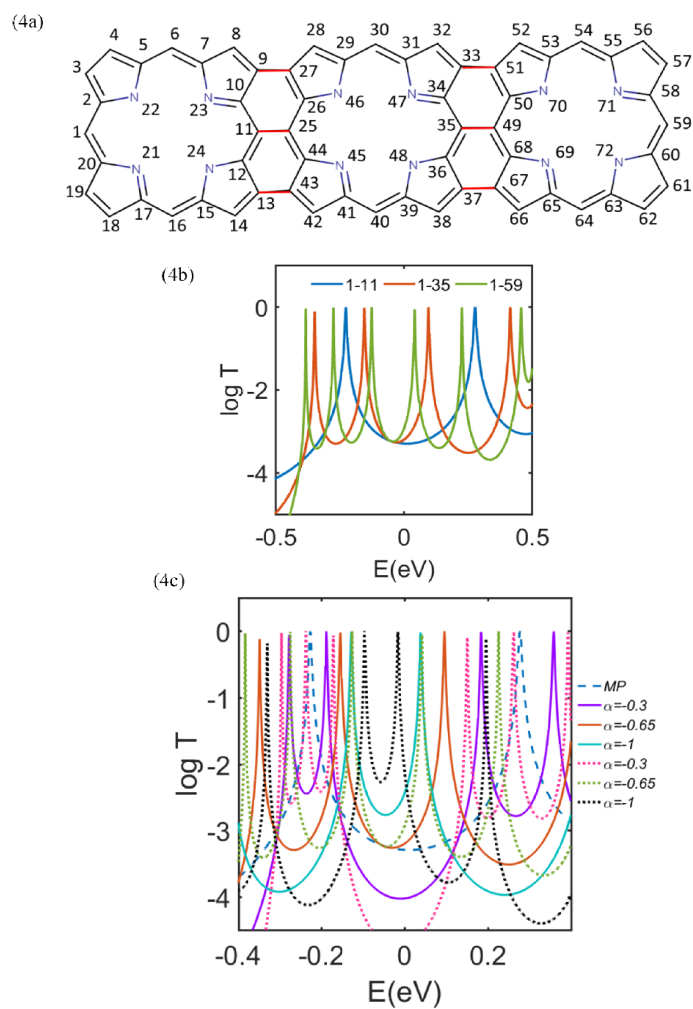 (4a)
6 8 28 30 32 52 54 56
4 5 7 9 29 31 33 53 55 57
3 10 27 34 51 58
2 N 22 23 N 26 N 46 47 N 50 N 70 71 N
1 11 25 35 49 59
20 N 21 24 N 44 N 45 48 N 68 N 69 72 N 60
19 12 43 36 67 61
18 17 15 13 41 39 37 65 63 62
16 14 42 40 38 66 64
(4b)
1-11 1-35 1-59
0
-2
-4
log T
-0.5 0 0.5
E(eV)
(4c)
0
-1
-2
-3
-4
log T
MP
α=-0.3
α=-0.65
α=-1
α=-0.3
α=-0.65
α=-1
-0.4 -0.2 0 0.2
E(eV)